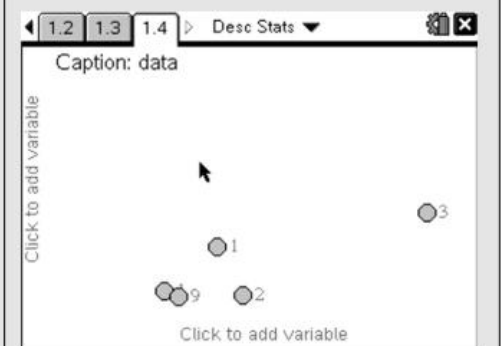 1.2 1.3 1.4 Desc Stats
Caption: data
Click to add variable
3
1
9
2
Click to add variable